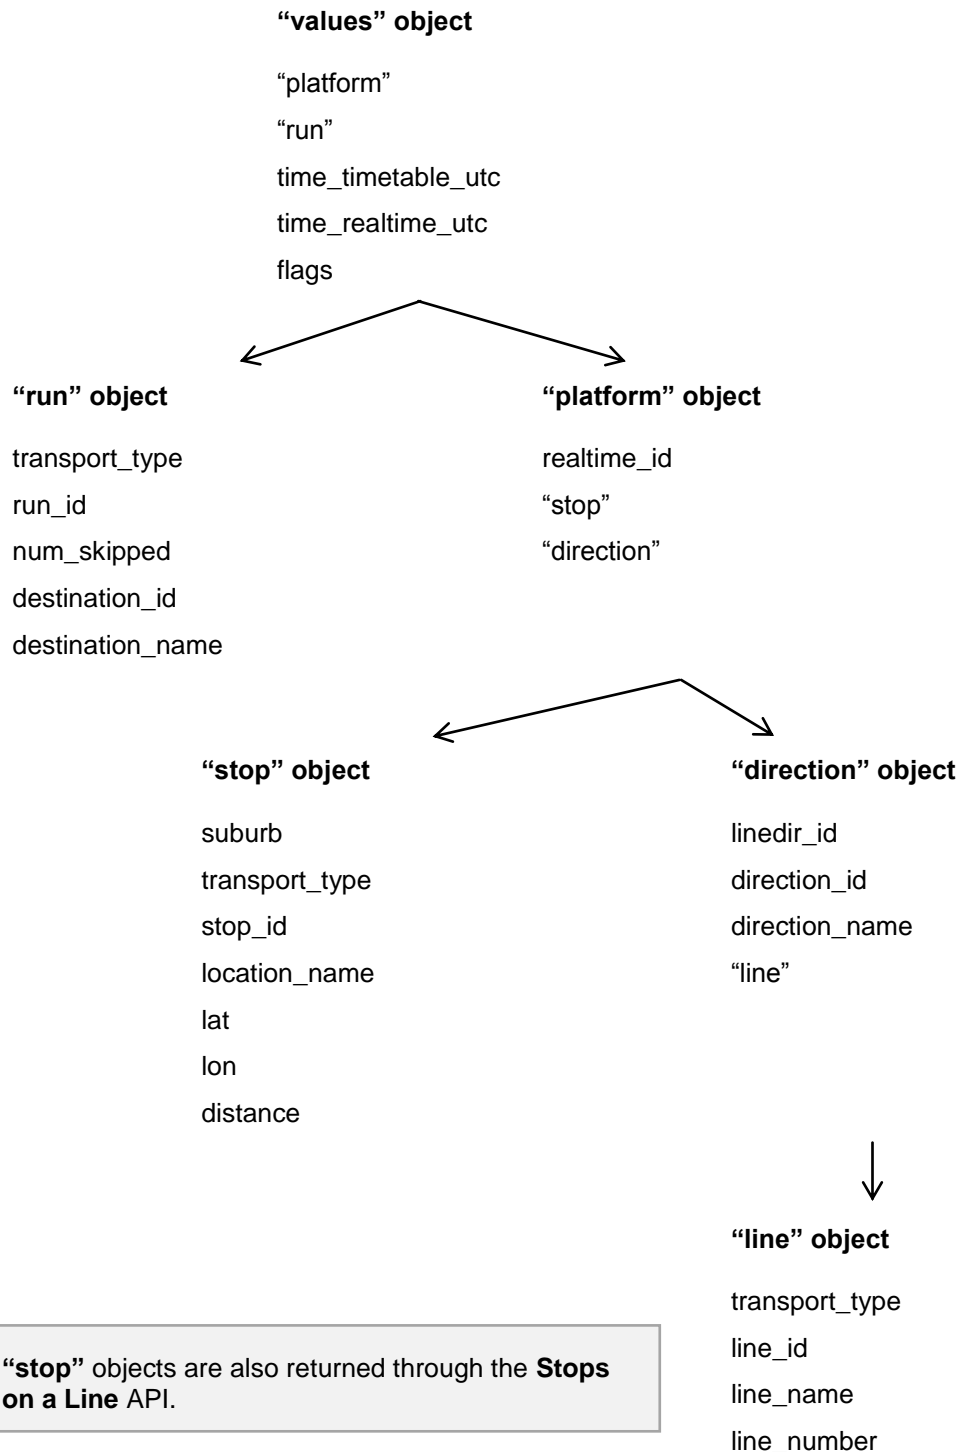 “values” object
“platform”
“run”
time_timetable_utc
time_realtime_utc
flags
“run” object
transport_type
run_id
num_skipped
destination_id
destination_name
“platform” object
realtime_id
“stop”
“direction”
“stop” object
suburb
transport_type
stop_id
location_name
lat
lon
distance
“direction” object
linedir_id
direction_id
direction_name
“line”
“line” object
transport_type
line_id
line_name
line_number
“stop” objects are also returned through the Stops
on a Line API.